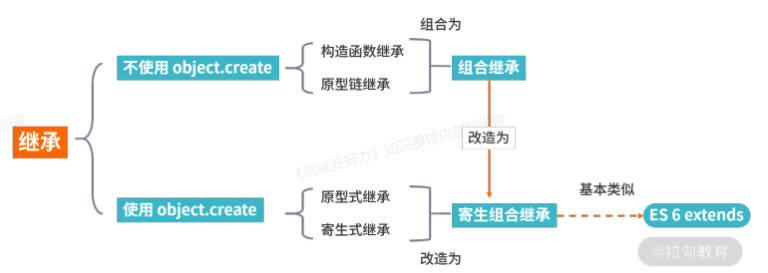 组合为
不使用 object.create
构造函数继承
原型链继承
组合继承
继承
改造为
《前端要努力》知识星球内部知识库
使用 object.create
原型式继承
寄生式继承
寄生组合继承
基本类似
ES 6 extends
改造为
@拉勾教育